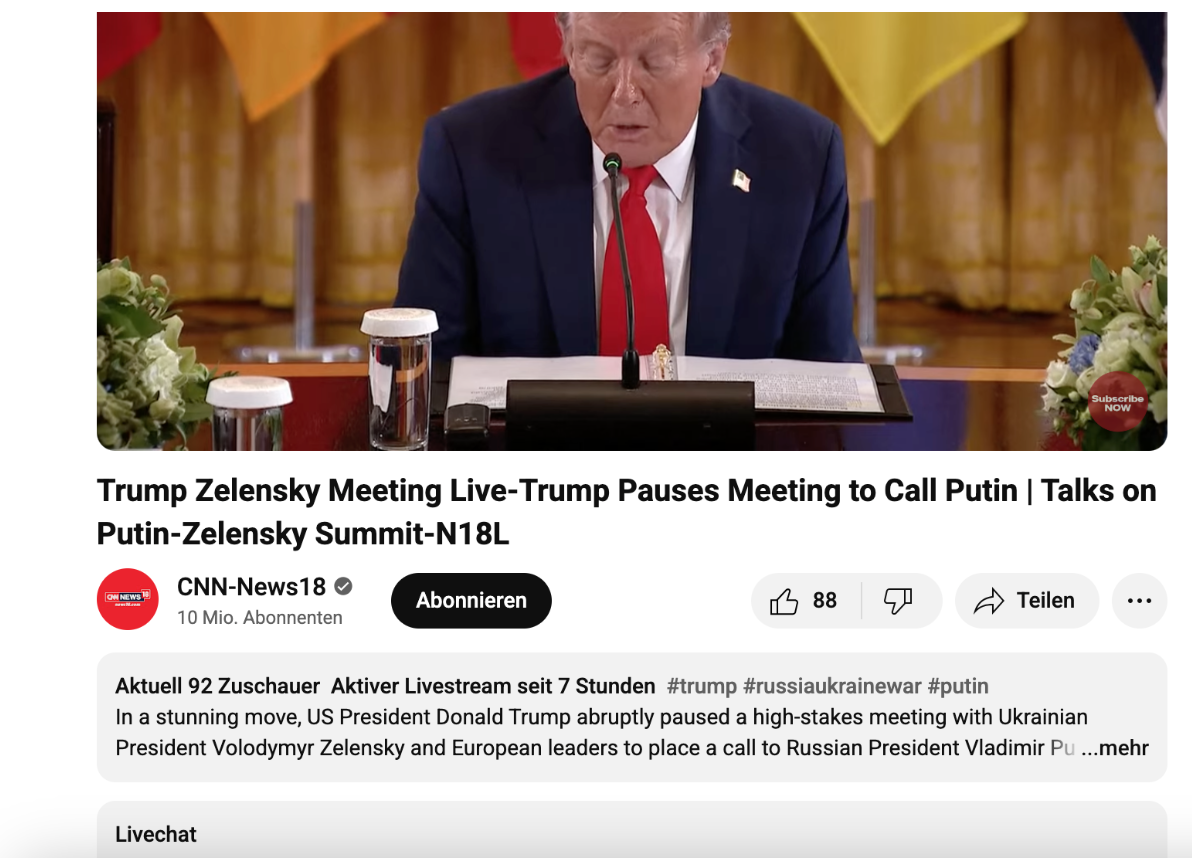 Subscribe
NOW
Trump Zelensky Meeting Live-Trump Pauses Meeting to Call Putin | Talks on
Putin-Zelensky Summit-N18L
CNN NEWS 18
news18.com
CNN-News18
10 Mio. Abonnenten
Abonnieren
88
Teilen
Aktuell 92 Zuschauer Aktiver Livestream seit 7 Stunden #trump #russiaukrainewar #putin
In a stunning move, US President Donald Trump abruptly paused a high-stakes meeting with Ukrainian
President Volodymyr Zelensky and European leaders to place a call to Russian President Vladimir Pu ...mehr
Livechat